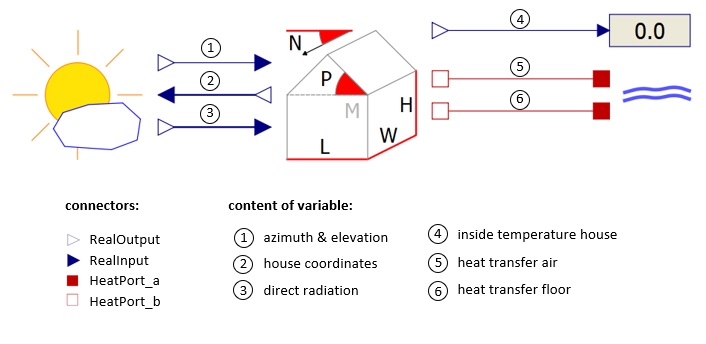 4
0.0
N
1
5
P
2
M
H
6
3
W
L
connectors:
content of variable:
RealOutput
RealInput
HeatPort_a
HeatPort_b
1 azimuth & elevation
2 house coordinates
3 direct radiation
4 inside temperature house
5 heat transfer air
6 heat transfer floor